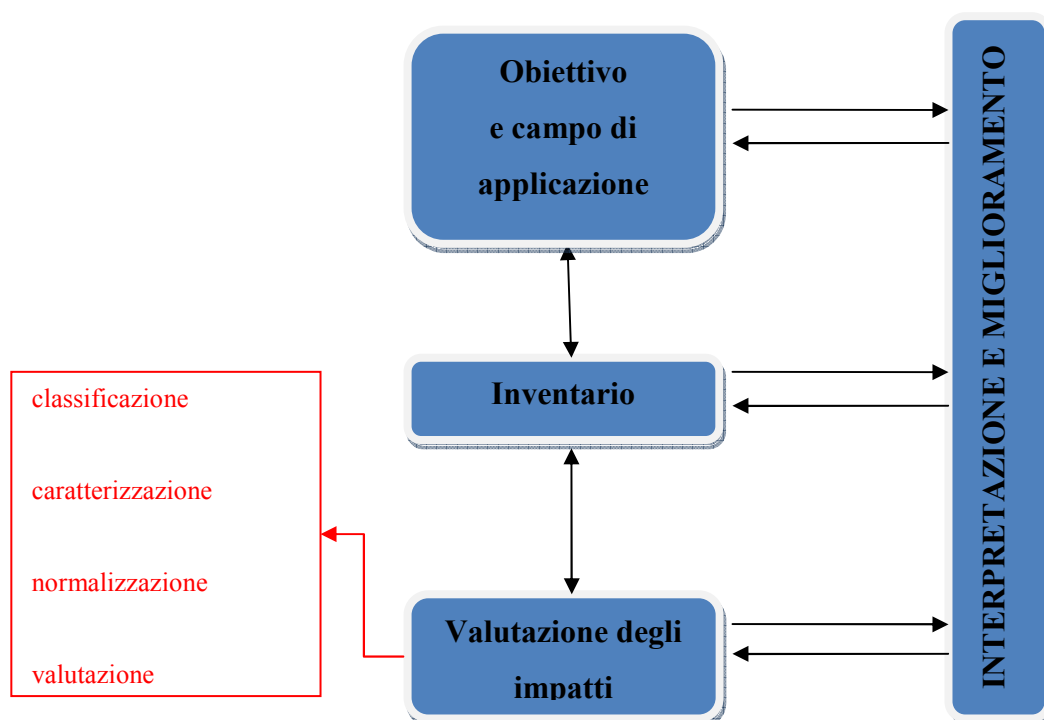 Obiettivo
e campo di
applicazione
Inventario
Valutazione degli
impatti
classificazione
caratterizzazione
normalizzazione
valutazione
INTERPRETAZIONE E MIGLIORAMENTO